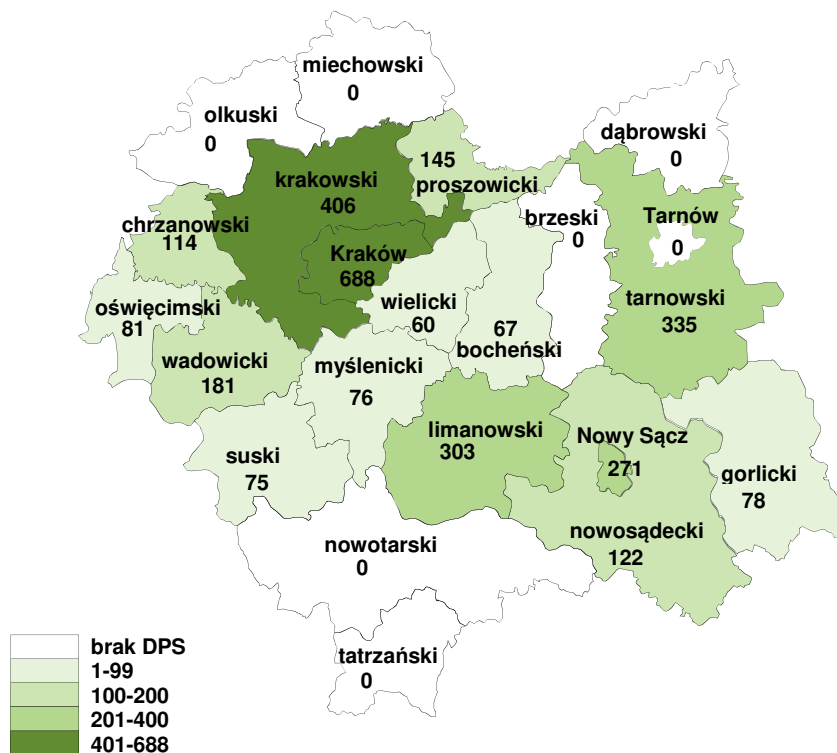 miechowski
0
olkuski
0
dąbrowski
0
145
proszowicki
krakowski
406
brzeski
0
Tarnów
0
chrzanowski
114
Kraków
688
wielicki
60
tarnowski
335
oświęcimski
81
67
bocheński
wadowicki
181
myślenicki
76
limanowski
303
Nowy Sącz
271
suski
75
gorlicki
78
nowosądecki
122
nowotarski
0
tatrzański
0
brak DPS
1-99
100-200
201-400
401-688